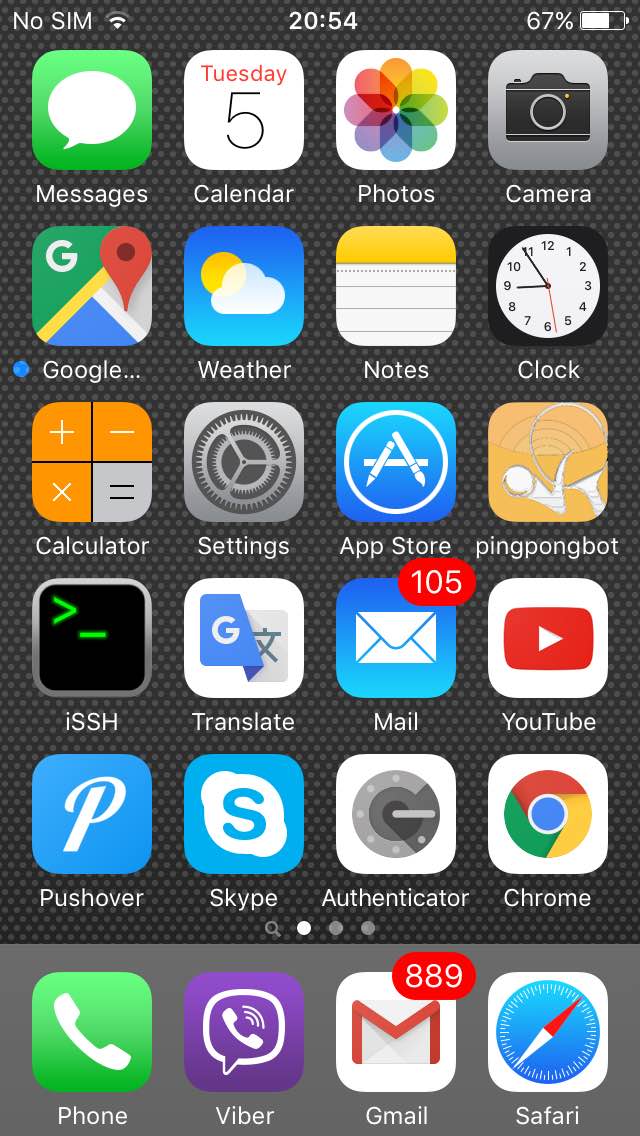 No SIM 20:54 67%
Tuesday
5
Messages Calendar Photos Camera
G 12 1 2 3 4 5 6 7 8 9 10 11
Google... Weather Notes Clock
Calculator Settings App Store pingpongbot
105
>_ G 文
iSSH Translate Mail YouTube
P S
Pushover Skype Authenticator Chrome
889
Phone Viber Gmail Safari